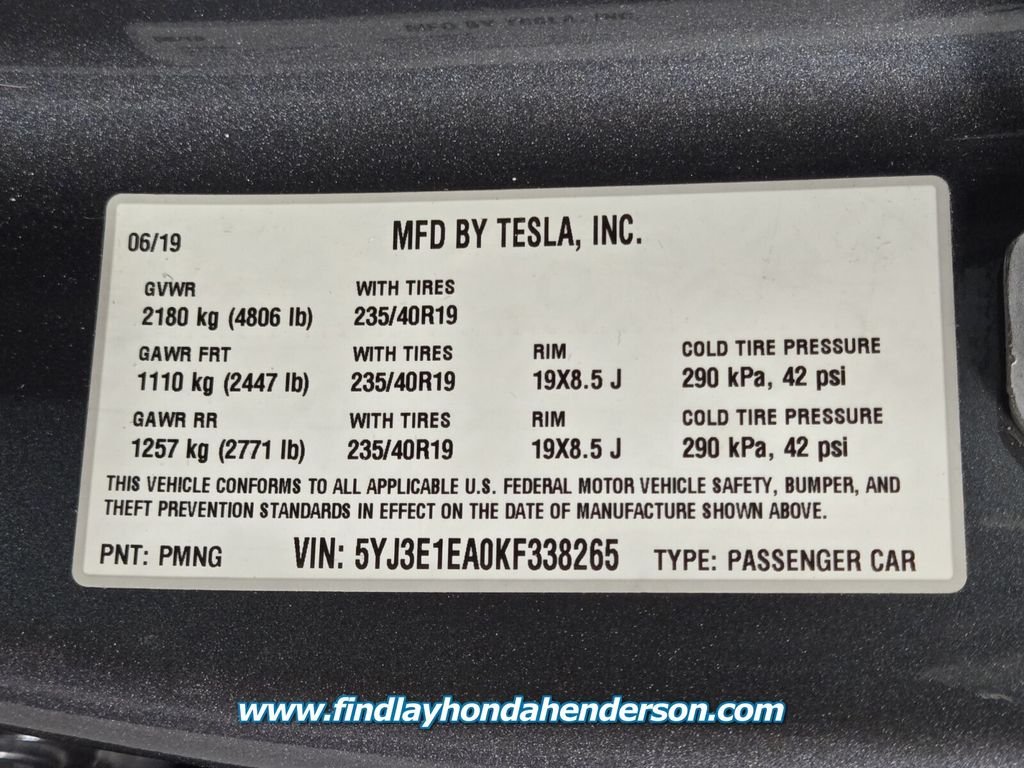 06/19 MFD BY TESLA, INC.
GVWR WITH TIRES
2180 kg (4806 lb) 235/40R19
GAWR FRT WITH TIRES RIM COLD TIRE PRESSURE
1110 kg (2447 lb) 235/40R19 19X8.5 J 290 kPa, 42 psi
GAWR RR WITH TIRES RIM COLD TIRE PRESSURE
1257 kg (2771 lb) 235/40R19 19X8.5 J 290 kPa, 42 psi
THIS VEHICLE CONFORMS TO ALL APPLICABLE U.S. FEDERAL MOTOR VEHICLE SAFETY, BUMPER, AND
THEFT PREVENTION STANDARDS IN EFFECT ON THE DATE OF MANUFACTURE SHOWN ABOVE.
PNT: PMNG VIN: 5YJ3E1EA0KF338265 TYPE: PASSENGER CAR
www.findlayhondahenderson.com